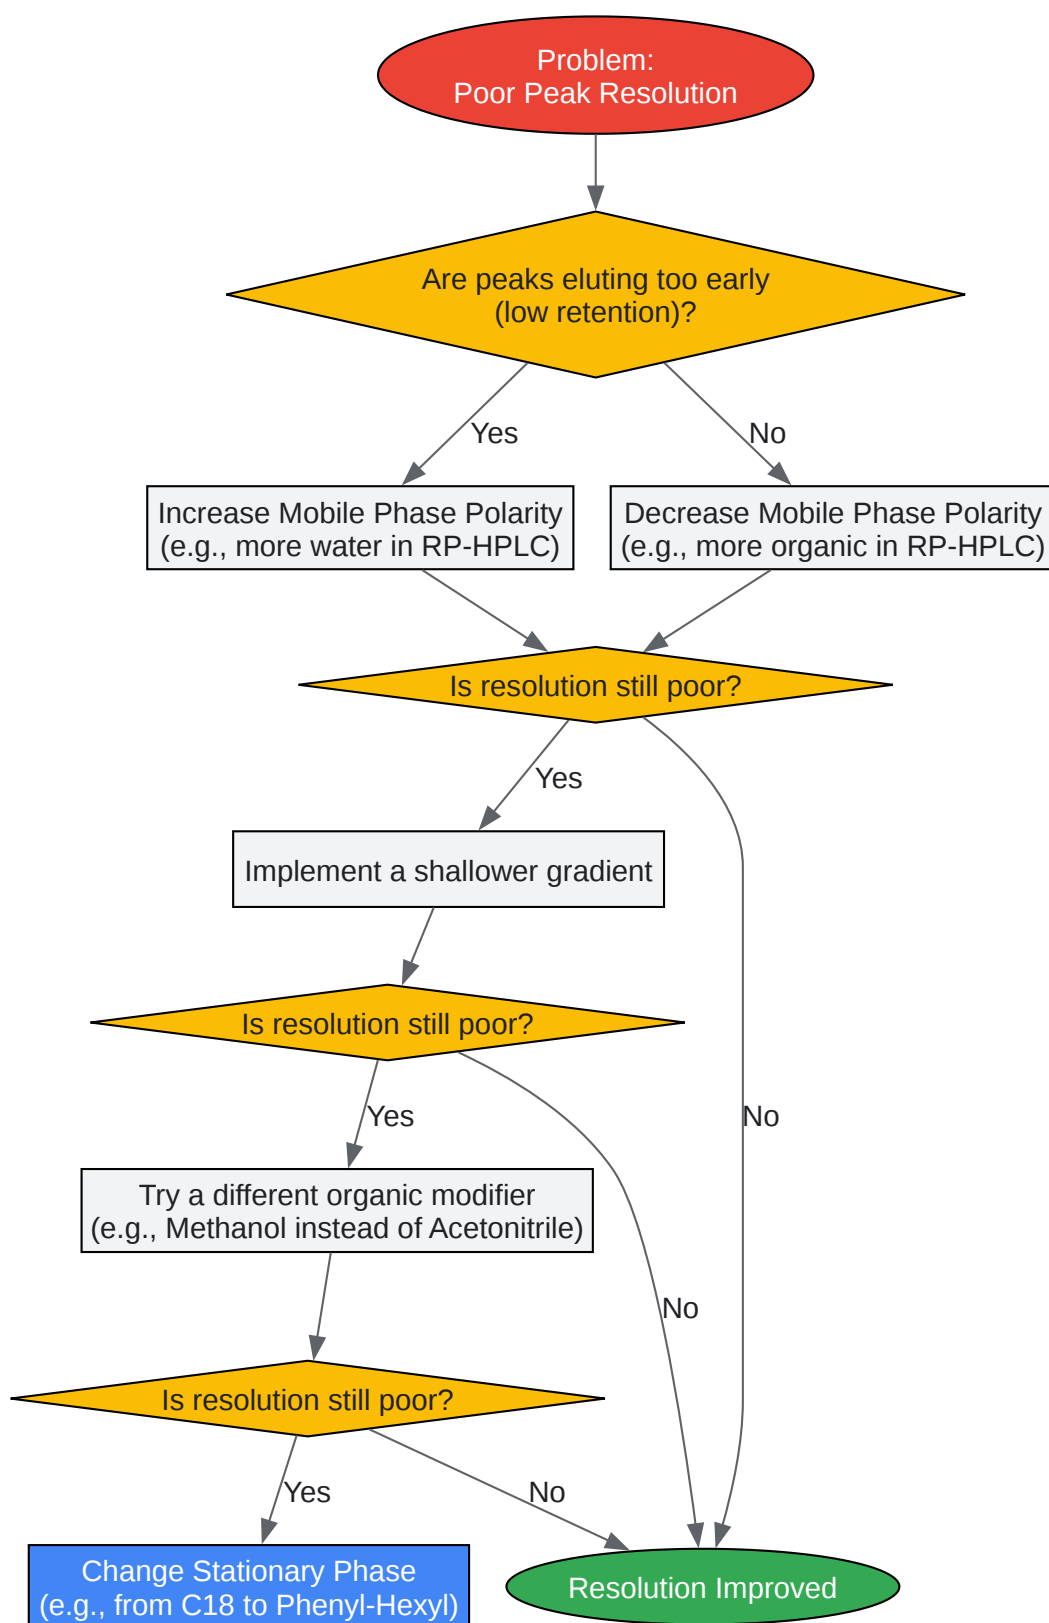 Problem:
Poor Peak Resolution
Are peaks eluting too early
(low retention)?
Yes
No
Increase Mobile Phase Polarity
(e.g., more water in RP-HPLC)
Decrease Mobile Phase Polarity
(e.g., more organic in RP-HPLC)
Is resolution still poor?
Yes
Implement a shallower gradient
Is resolution still poor?
Yes
No
Try a different organic modifier
(e.g., Methanol instead of Acetonitrile)
No
Is resolution still poor?
Yes
No
Change Stationary Phase
(e.g., from C18 to Phenyl-Hexyl)
Resolution Improved